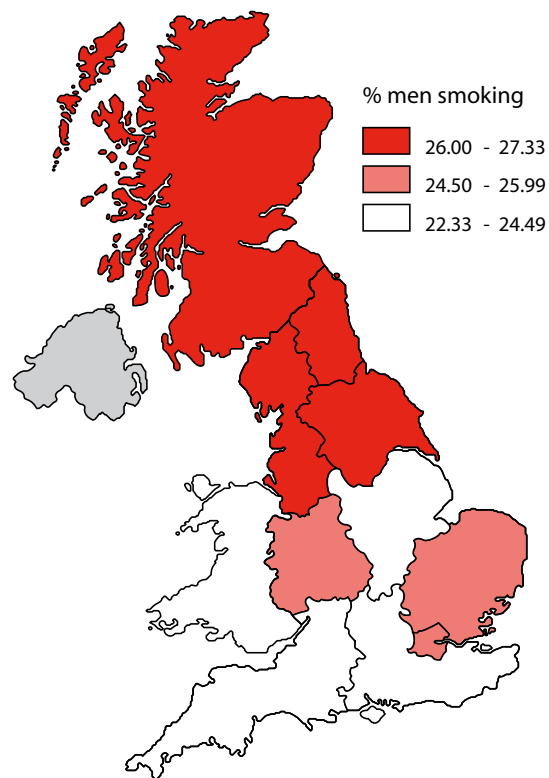 % men smoking
26.00 - 27.33
24.50 - 25.99
22.33 - 24.49